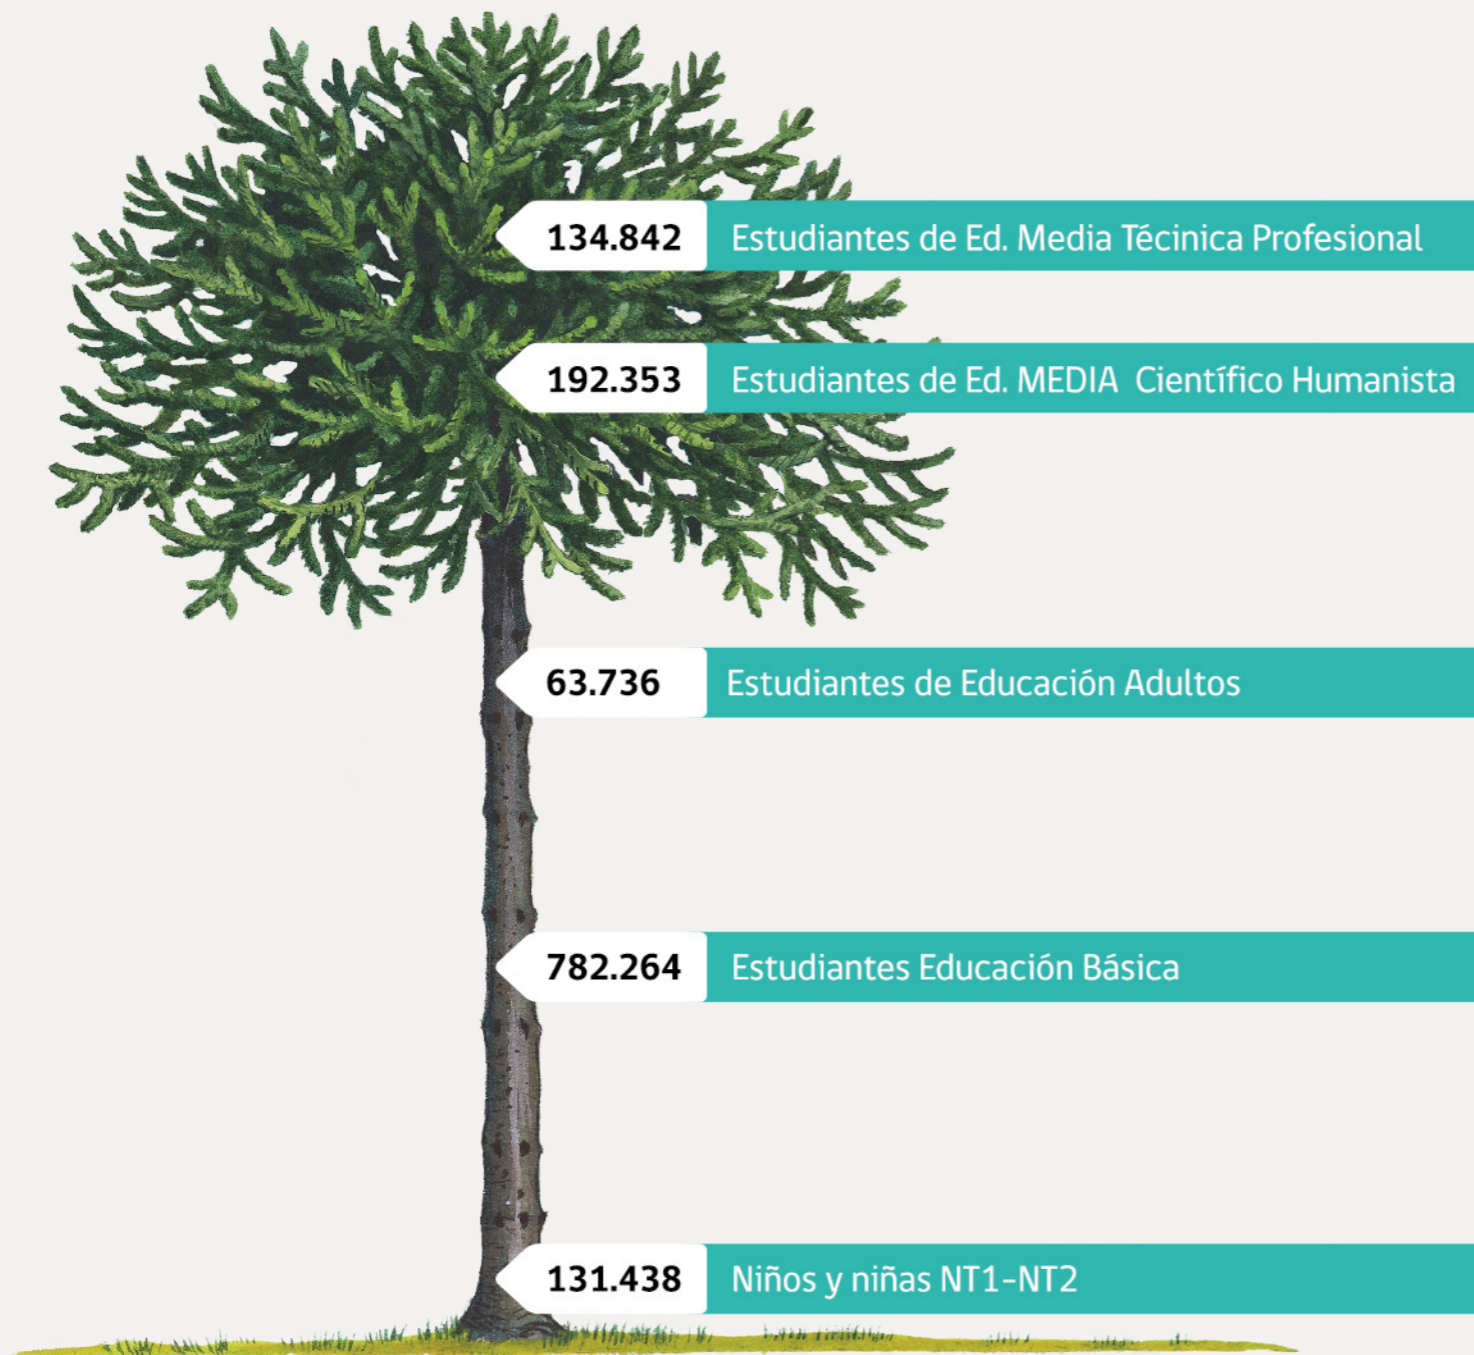 134.842 Estudiantes de Ed. Media Técinica Profesional
192.353 Estudiantes de Ed. MEDIA Científico Humanista
63.736 Estudiantes de Educación Adultos
782.264 Estudiantes Educación Básica
131.438 Niños y niñas NT1-NT2